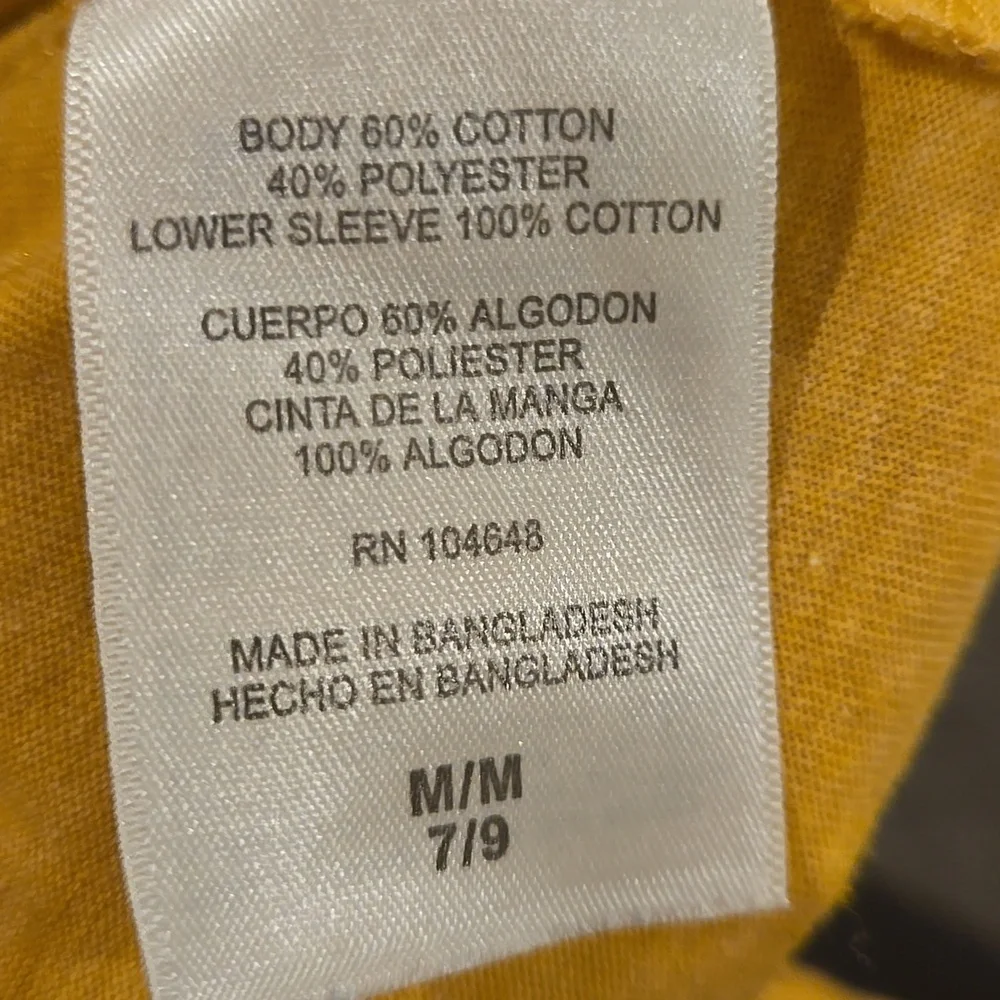 BODY 60% COTTON
40% POLYESTER
LOWER SLEEVE 100% COTTON
CUERPO 60% ALGODON
40% POLIESTER
CINTA DE LA MANGA
100% ALGODON
RN 104648
MADE IN BANGLADESH
HECHO EN BANGLADESH
M/M
7/9